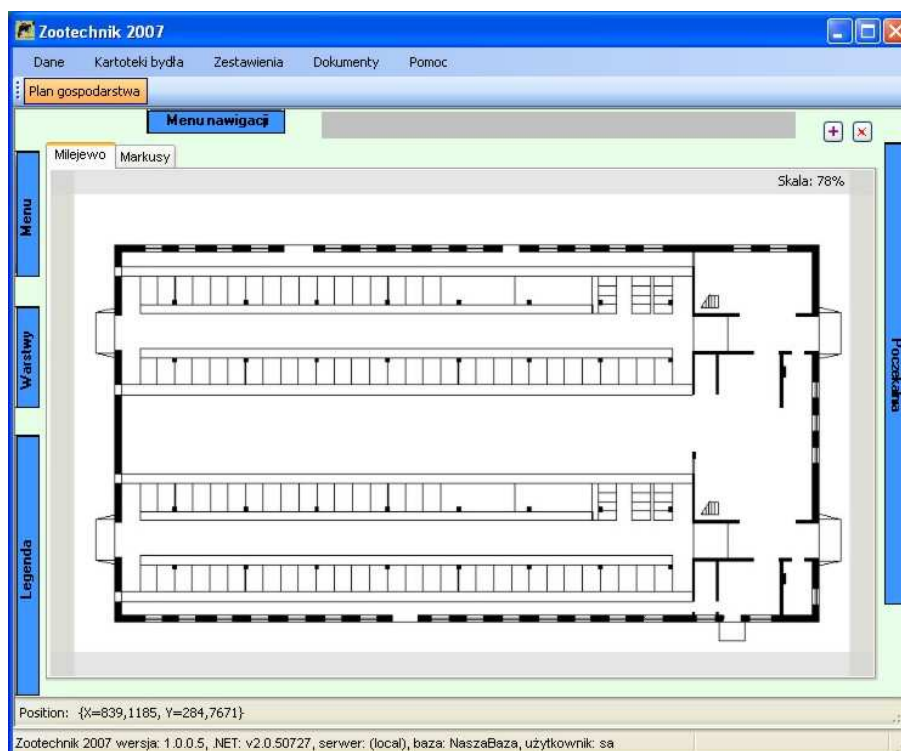 Zootechnik 2007
Dane Kartoteki bydła Zestawienia Dokumenty Pomoc
Plan gospodarstwa
Menu nawigacji
Milejewo Markusy
Skala: 78%
Menu
Warstwy
Legenda
Poczekalnia
Position: {X=839,1185, Y=284,7671}
Zootechnik 2007 wersja: 1.0.0.5, .NET: v2.0.50727, serwer: (local), baza: NaszaBaza, użytkownik: sa